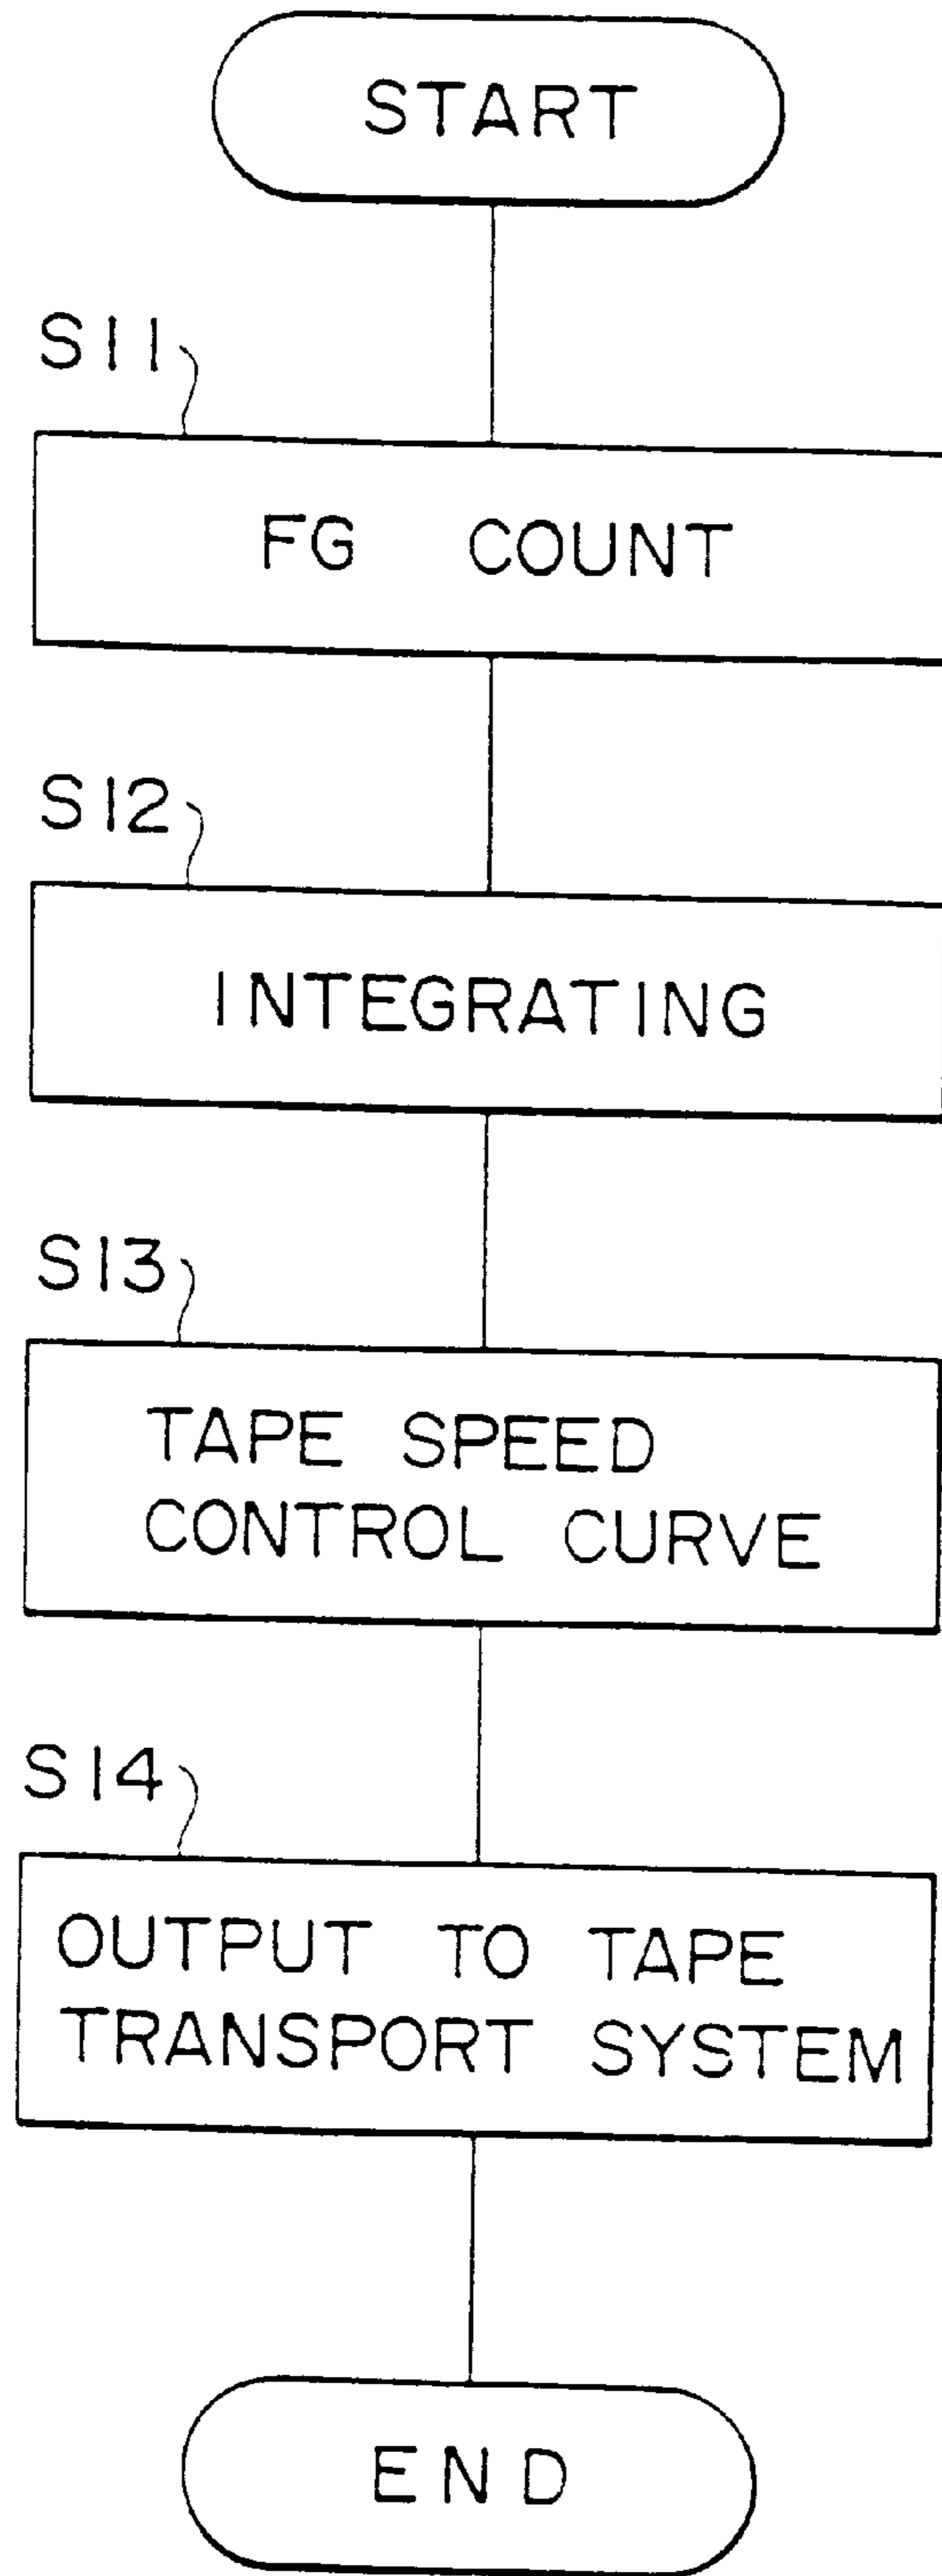 START
S11
FG COUNT
S12
INTEGRATING
S13
TAPE SPEED
CONTROL CURVE
S14
OUTPUT TO TAPE
TRANSPORT SYSTEM
END